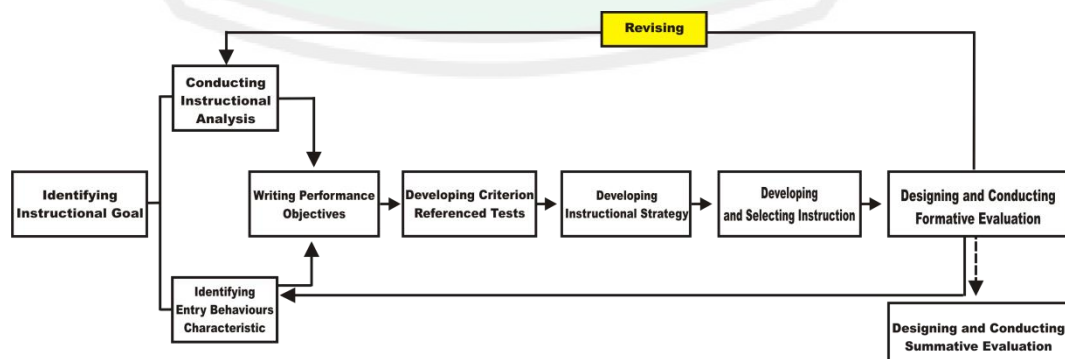 Revising
Conducting
Instructional
Analysis
Identifying
Instructional Goal
Writing Performance
Objectives
Developing Criterion
Referenced Tests
Developing
Instructional Strategy
Developing
and Selecting Instruction
Designing and Conducting
Formative Evaluation
Identifying
Entry Behaviours
Characteristic
Designing and Conducting
Summative Evaluation